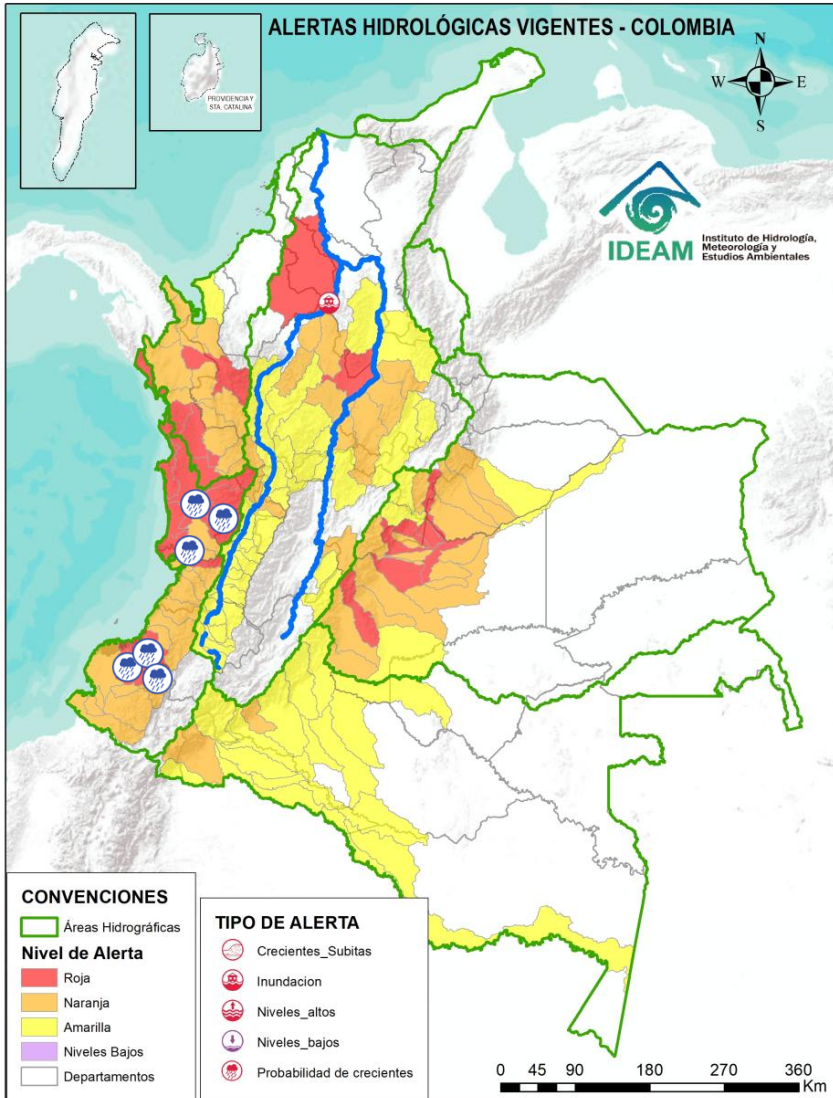 ALERTAS HIDROLÓGICAS VIGENTES - COLOMBIA
PROVIDENCIA Y
STA. CATALINA
N
W
E
S
IDEAM
Instituto de Hidrología,
Meteorología y
Estudios Ambientales
CONVENCIONES
Áreas Hidrográficas
Nivel de Alerta
Roja
Naranja
Amarilla
Niveles Bajos
Departamentos
TIPO DE ALERTA
Crecientes_Subitas
Inundacion
Niveles_altos
Niveles_bajos
Probabilidad de crecientes
0 45 90 180 270 360
Km